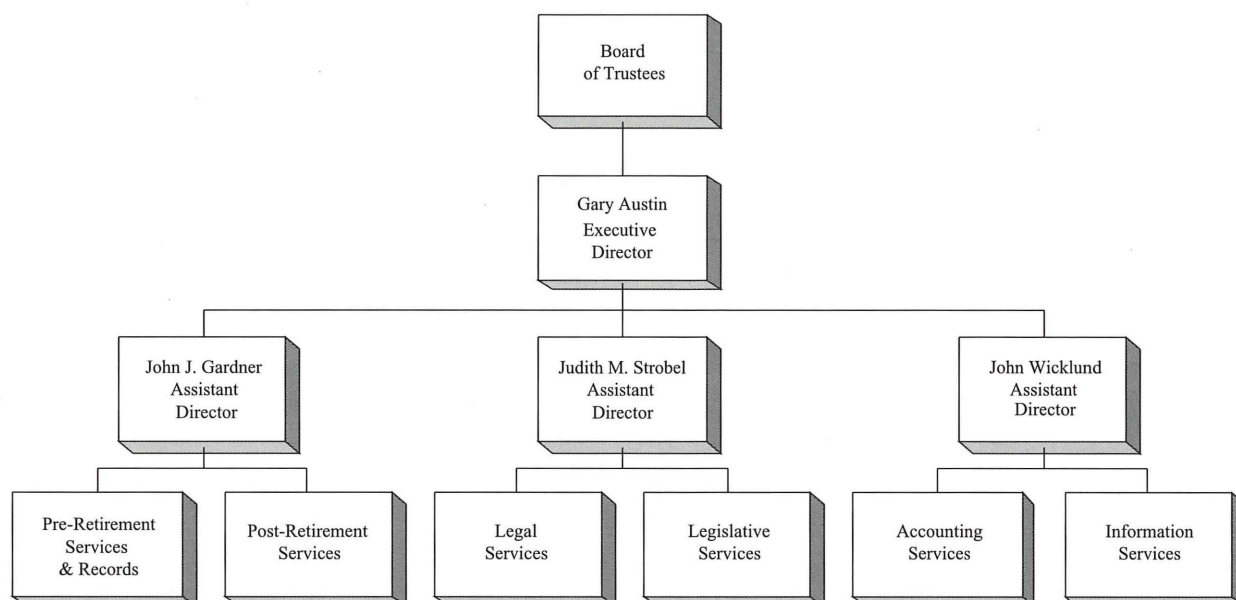 Board
of Trustees
Gary Austin
Executive
Director
John J. Gardner
Assistant
Director
Judith M. Strobel
Assistant
Director
John Wicklund
Assistant
Director
Pre-Retirement
Services
& Records
Post-Retirement
Services
Legal
Services
Legislative
Services
Accounting
Services
Information
Services